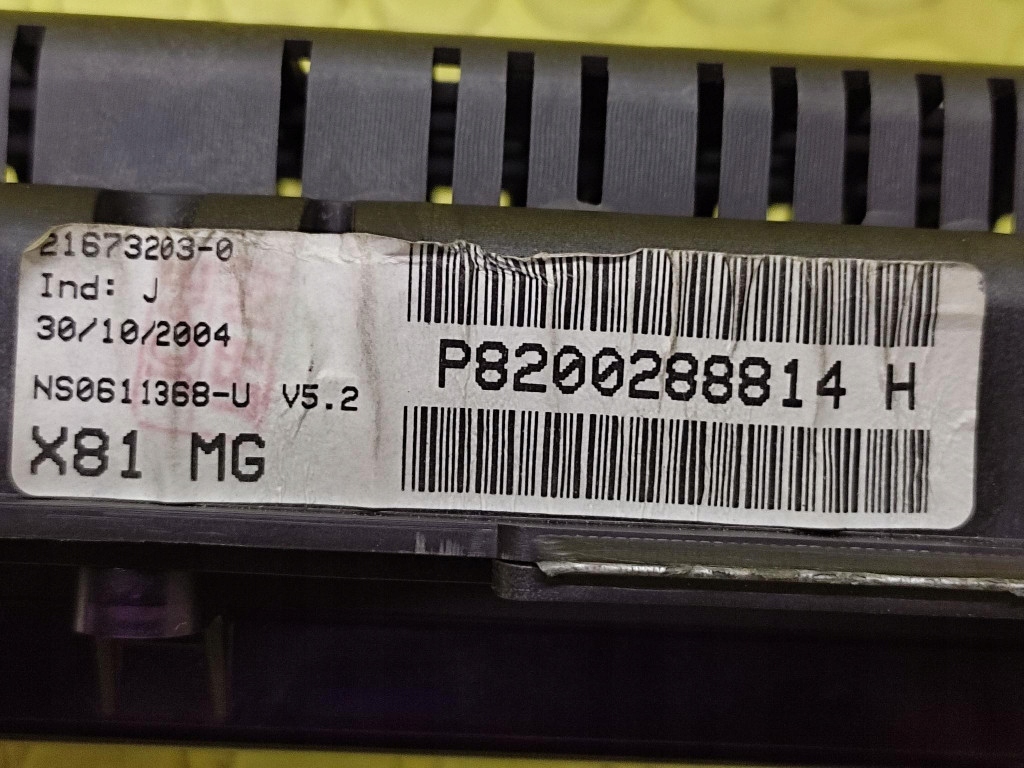 21673203-0
Ind: J
30/10/2004
NS0611368-U V5.2
X81 MG
P8200288814 H